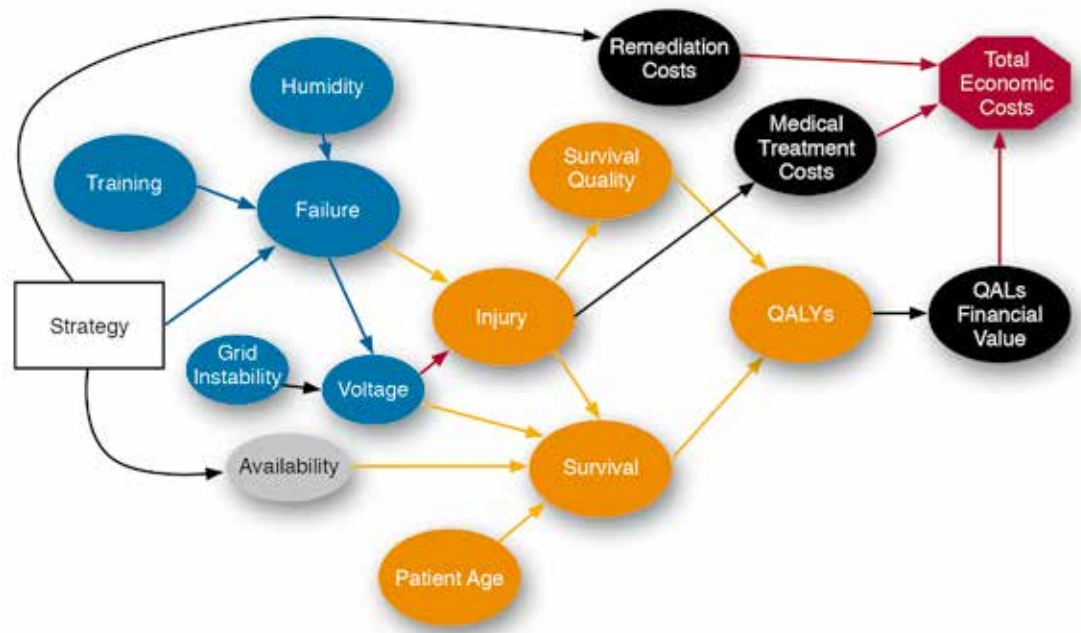 Remediation
Costs
Total
Economic
Costs
Humidity
Medical
Treatment
Costs
Survival
Quality
Training
Failure
Strategy
Injury
QALYs
QALs
Financial
Value
Grid
Instability
Voltage
Availability
Survival
Patient Age